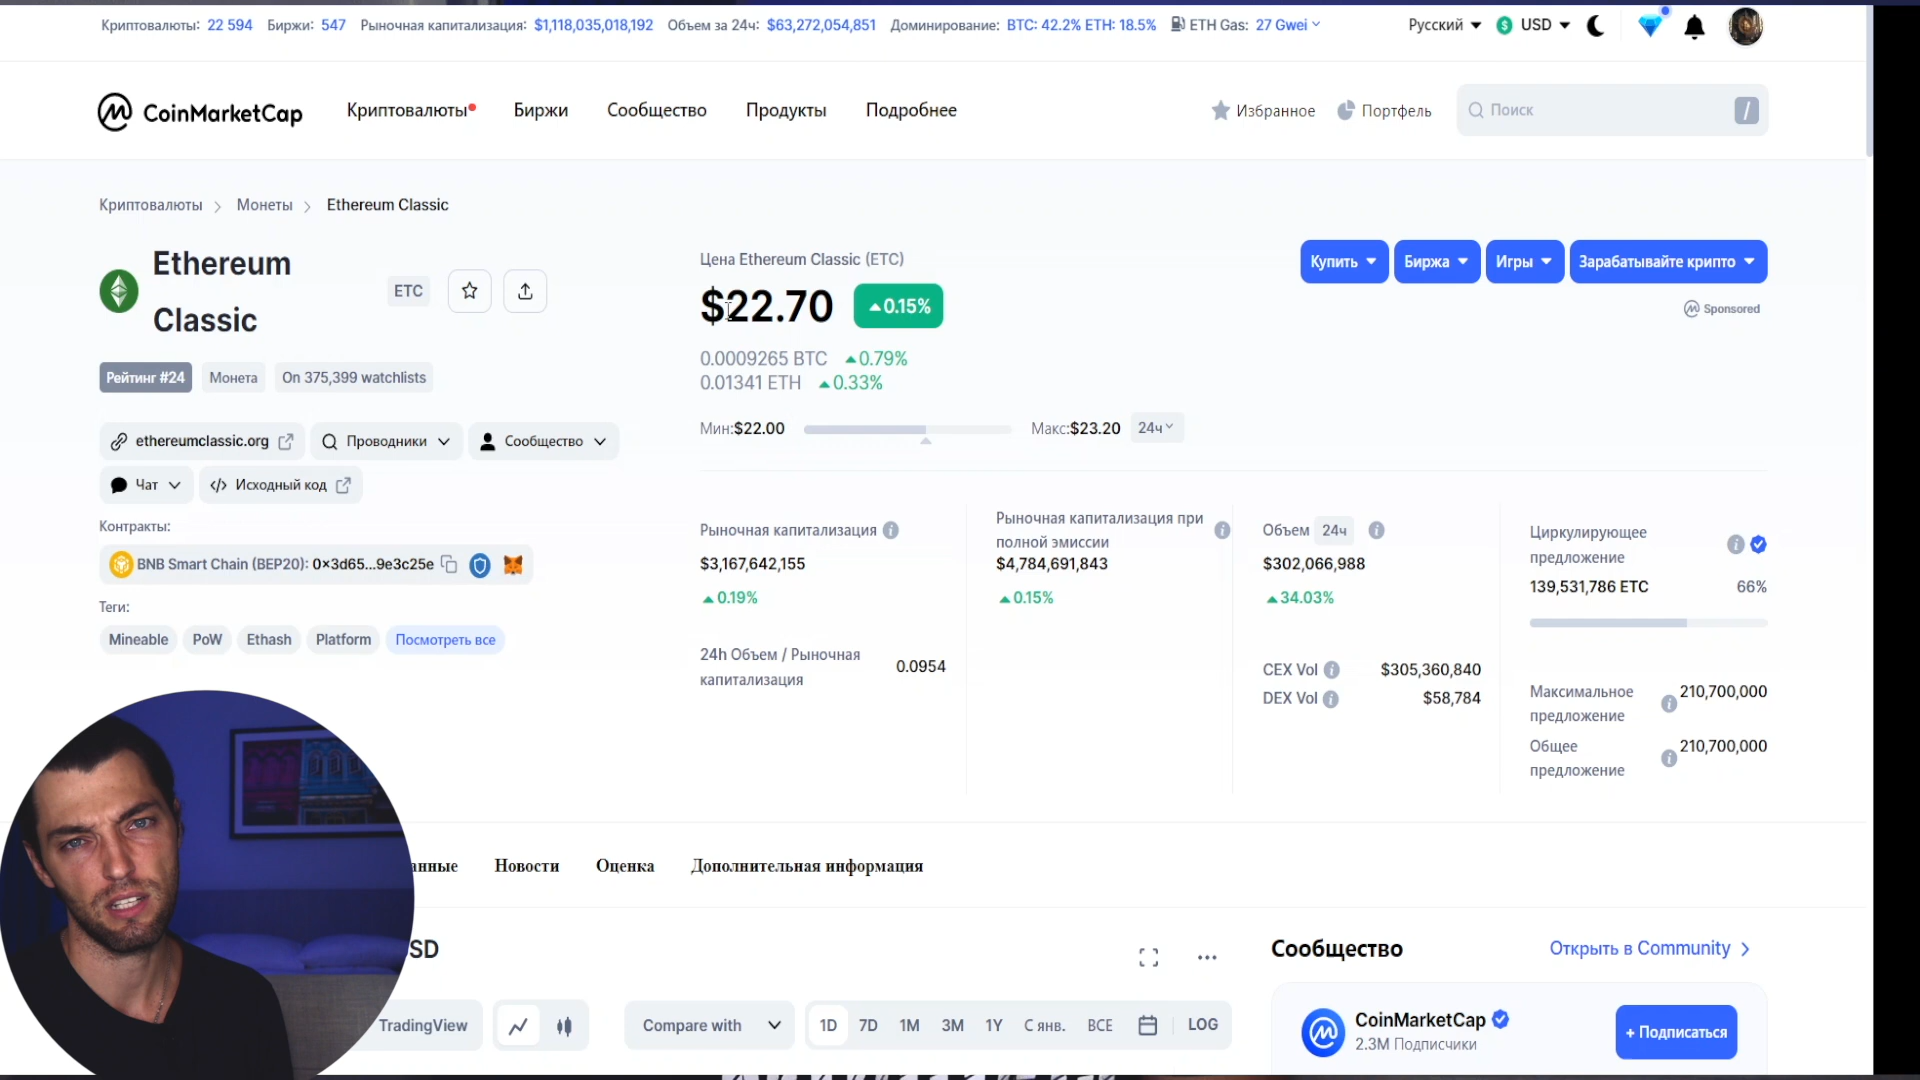 Криптовалюты: 22 594 Биржи: 547 Рыночная капитализация: $1,118,035,018,192 Объем за 24ч: $63,272,054,851 Доминирование: BTC: 42.2% ETH: 18.5% ETH Gas: 27 Gwei Русский USD
CoinMarketCap Криптовалюты Биржи Сообщество Продукты Подробнее Избранное Портфель Поиск /
Криптовалюты Монеты Ethereum Classic
Ethereum
Classic
ETC
Рейтинг #24 Монета On 375,399 watchlists
ethereumclassic.org Проводники Сообщество
Чат Исходный код
Контракты:
BNB Smart Chain (BEP20): 0x3d65...9e3c25e
Теги:
Mineable PoW Ethash Platform Посмотреть все
Цена Ethereum Classic (ETC)
$22.70 0.15%
0.0009265 BTC 0.79%
0.01341 ETH 0.33%
Мин:$22.00 Макс:$23.20 24ч
Купить Биржа Игры Зарабатывайте крипто
Sponsored
Рыночная капитализация
$3,167,642,155
0.19%
24h Объем / Рыночная
капитализация
0.0954
Рыночная капитализация при
полной эмиссии
$4,784,691,843
0.15%
Объем 24ч
$302,066,988
34.03%
CEX Vol $305,360,840
DEX Vol $58,784
Циркулирующее
предложение
139,531,786 ETC 66%
Максимальное
предложение
210,700,000
Общее
предложение
210,700,000
анные Новости Оценка Дополнительная информация
SD
TradingView Compare with 1D 7D 1M 3M 1Y С янв. ВСЕ LOG
Сообщество Открыть в Community
CoinMarketCap
2.3M Подписчики
+ Подписаться